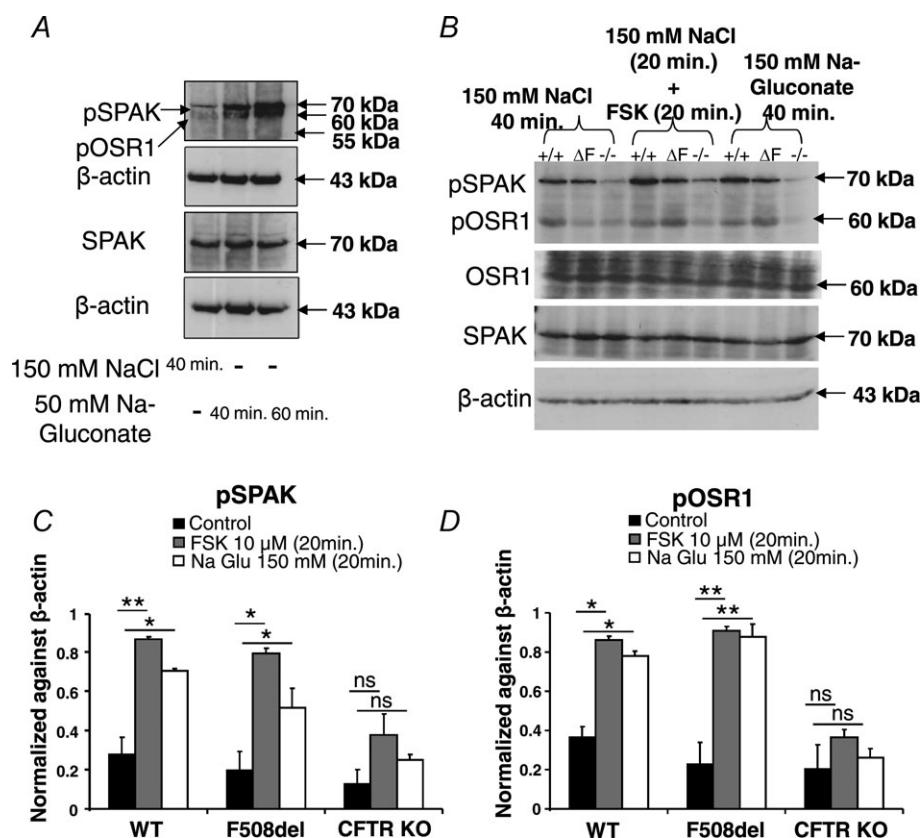 A
pSPAK
pOSR1
70 kDa
60 kDa
55 kDa
β-actin
43 kDa
SPAK
70 kDa
β-actin
43 kDa
150 mM NaCl 40 min. - -
50 mM Na-
Gluconate
- 40 min. 60 min.
B
150 mM NaCl
40 min.
150 mM NaCl
(20 min.)
+
FSK (20 min.)
150 mM Na-
Gluconate
40 min.
+/+ ΔF -/- +/+ ΔF -/- +/+ ΔF -/-
pSPAK
70 kDa
pOSR1
60 kDa
OSR1
60 kDa
SPAK
70 kDa
β-actin
43 kDa
C
pSPAK
Control
FSK 10 µM (20min.)
Na Glu 150 mM (20min.)
Normalized against β-actin
1
0.8
0.6
0.4
0.2
0
**
*
*
*
ns
ns
WT F508del CFTR KO
D
pOSR1
Control
FSK 10 µM (20min.)
Na Glu 150 mM (20min.)
Normalized against β-actin
1
0.8
0.6
0.4
0.2
0
*
*
**
**
ns
ns
WT F508del CFTR KO